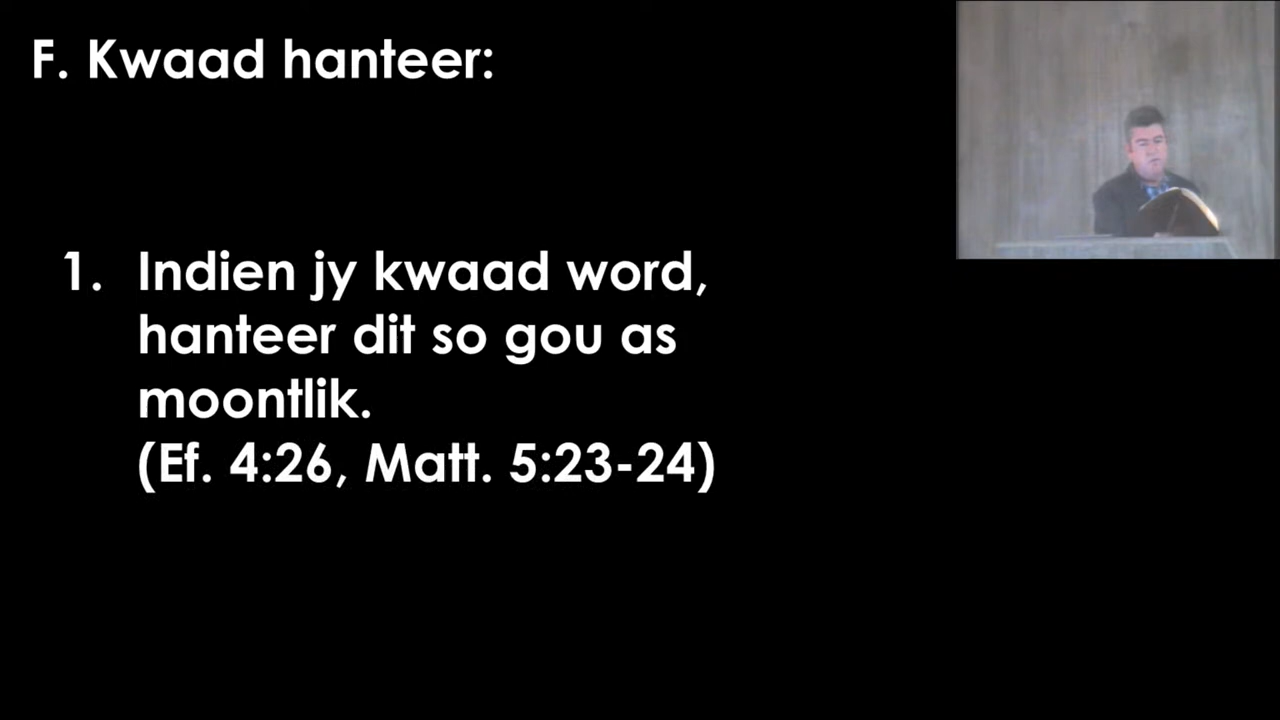 F. Kwaad hanteer:
1. Indien jy kwaad word,
hanteer dit so gou as
moontlik.
(Ef. 4:26, Matt. 5:23-24)